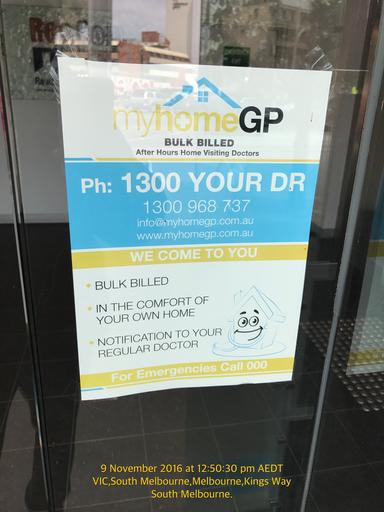 myhomeGP
BULK BILLED
After Hours Home Visiting Doctors
Ph: 1300 YOUR DR
1300 968 737
info@myhomegp.com.au
www.myhomegp.com.au
WE COME TO YOU
BULK BILLED
IN THE COMFORT OF
YOUR OWN HOME
NOTIFICATION TO YOUR
REGULAR DOCTOR
For Emergencies Call 000
9 November 2016 at 12:50:30 pm AEDT
VIC,South Melbourne,Melbourne,Kings Way
South Melbourne.